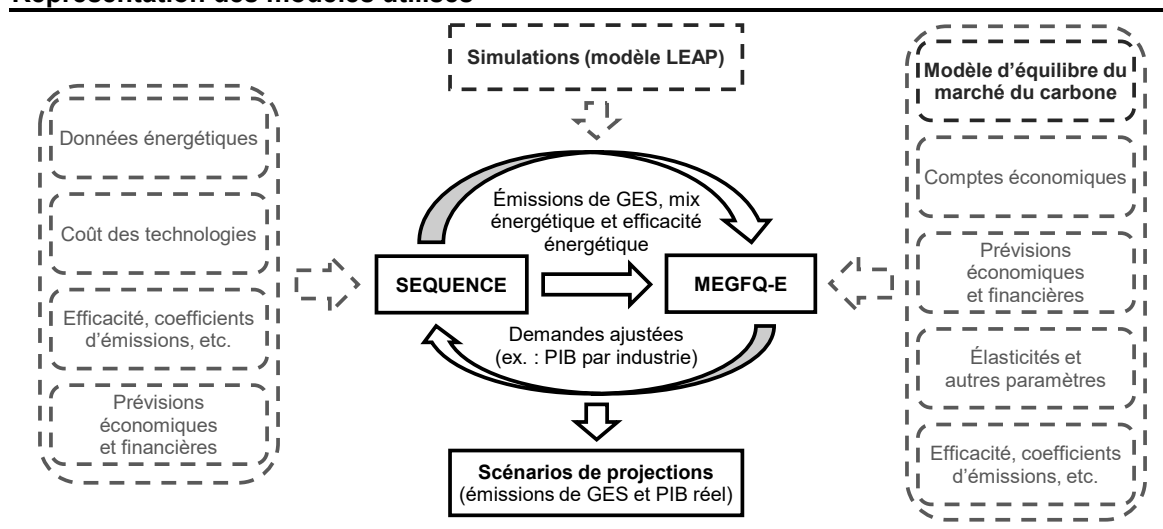 Représentation des modèles utilisés
Simulations (modèle LEAP)
Données énergétiques
Coût des technologies
Efficacité, coefficients
d'émissions, etc.
Prévisions
économiques
et financières
Émissions de GES, mix
énergétique et efficacité
énergétique
SEQUENCE
MEGFQ-E
Demandes ajustées
(ex. : PIB par industrie)
Scénarios de projections
(émissions de GES et PIB réel)
Modèle d'équilibre du
marché du carbone
Comptes économiques
Prévisions
économiques
et financières
Élasticités et
autres paramètres
Efficacité, coefficients
d'émissions, etc.